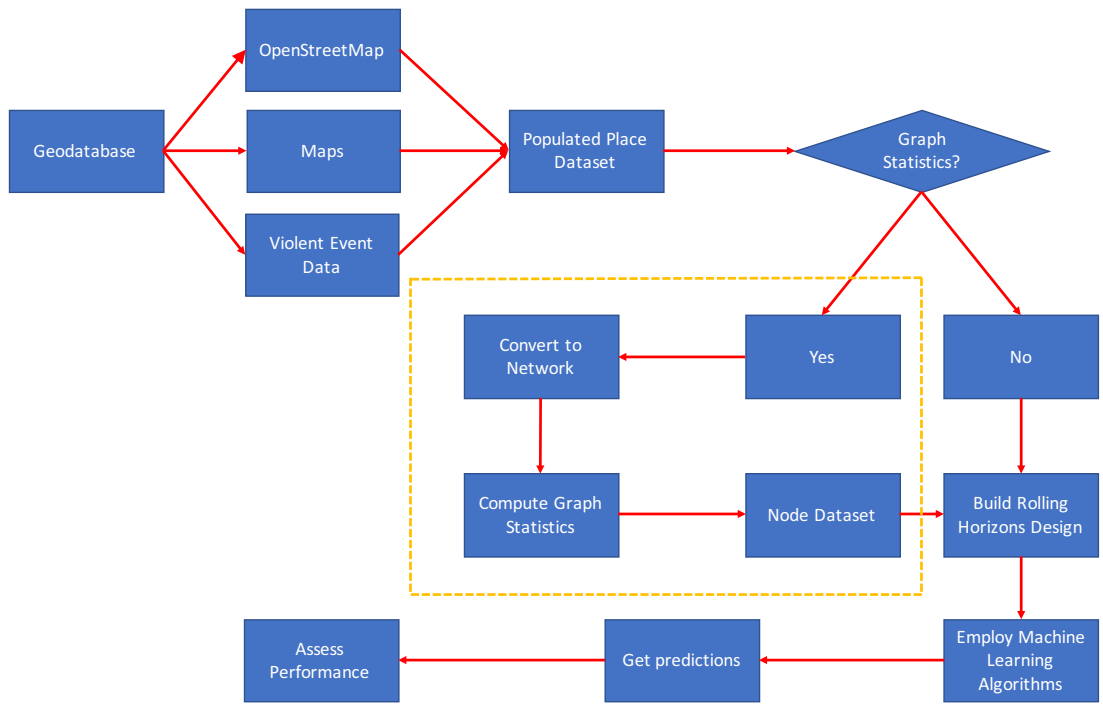 OpenStreetMap
Geodatabase
Maps
Populated Place
Dataset
Graph
Statistics?
Violent Event
Data
Convert to
Network
Yes
No
Compute Graph
Statistics
Node Dataset
Build Rolling
Horizons Design
Assess
Performance
Get predictions
Employ Machine
Learning
Algorithms